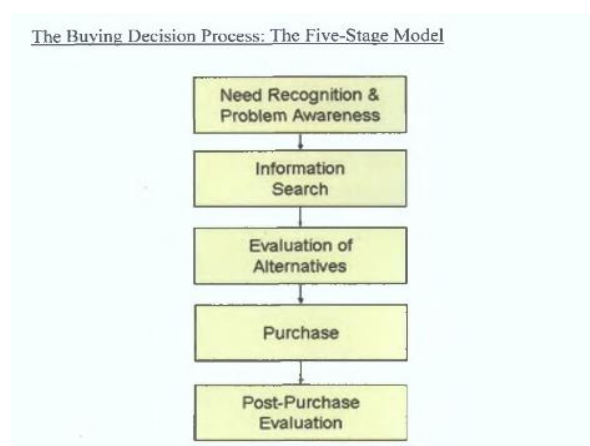 The Buying Decision Process: The Five-Stage Model
Need Recognition &
Problem Awareness
Information
Search
Evaluation of
Alternatives
Purchase
Post-Purchase
Evaluation